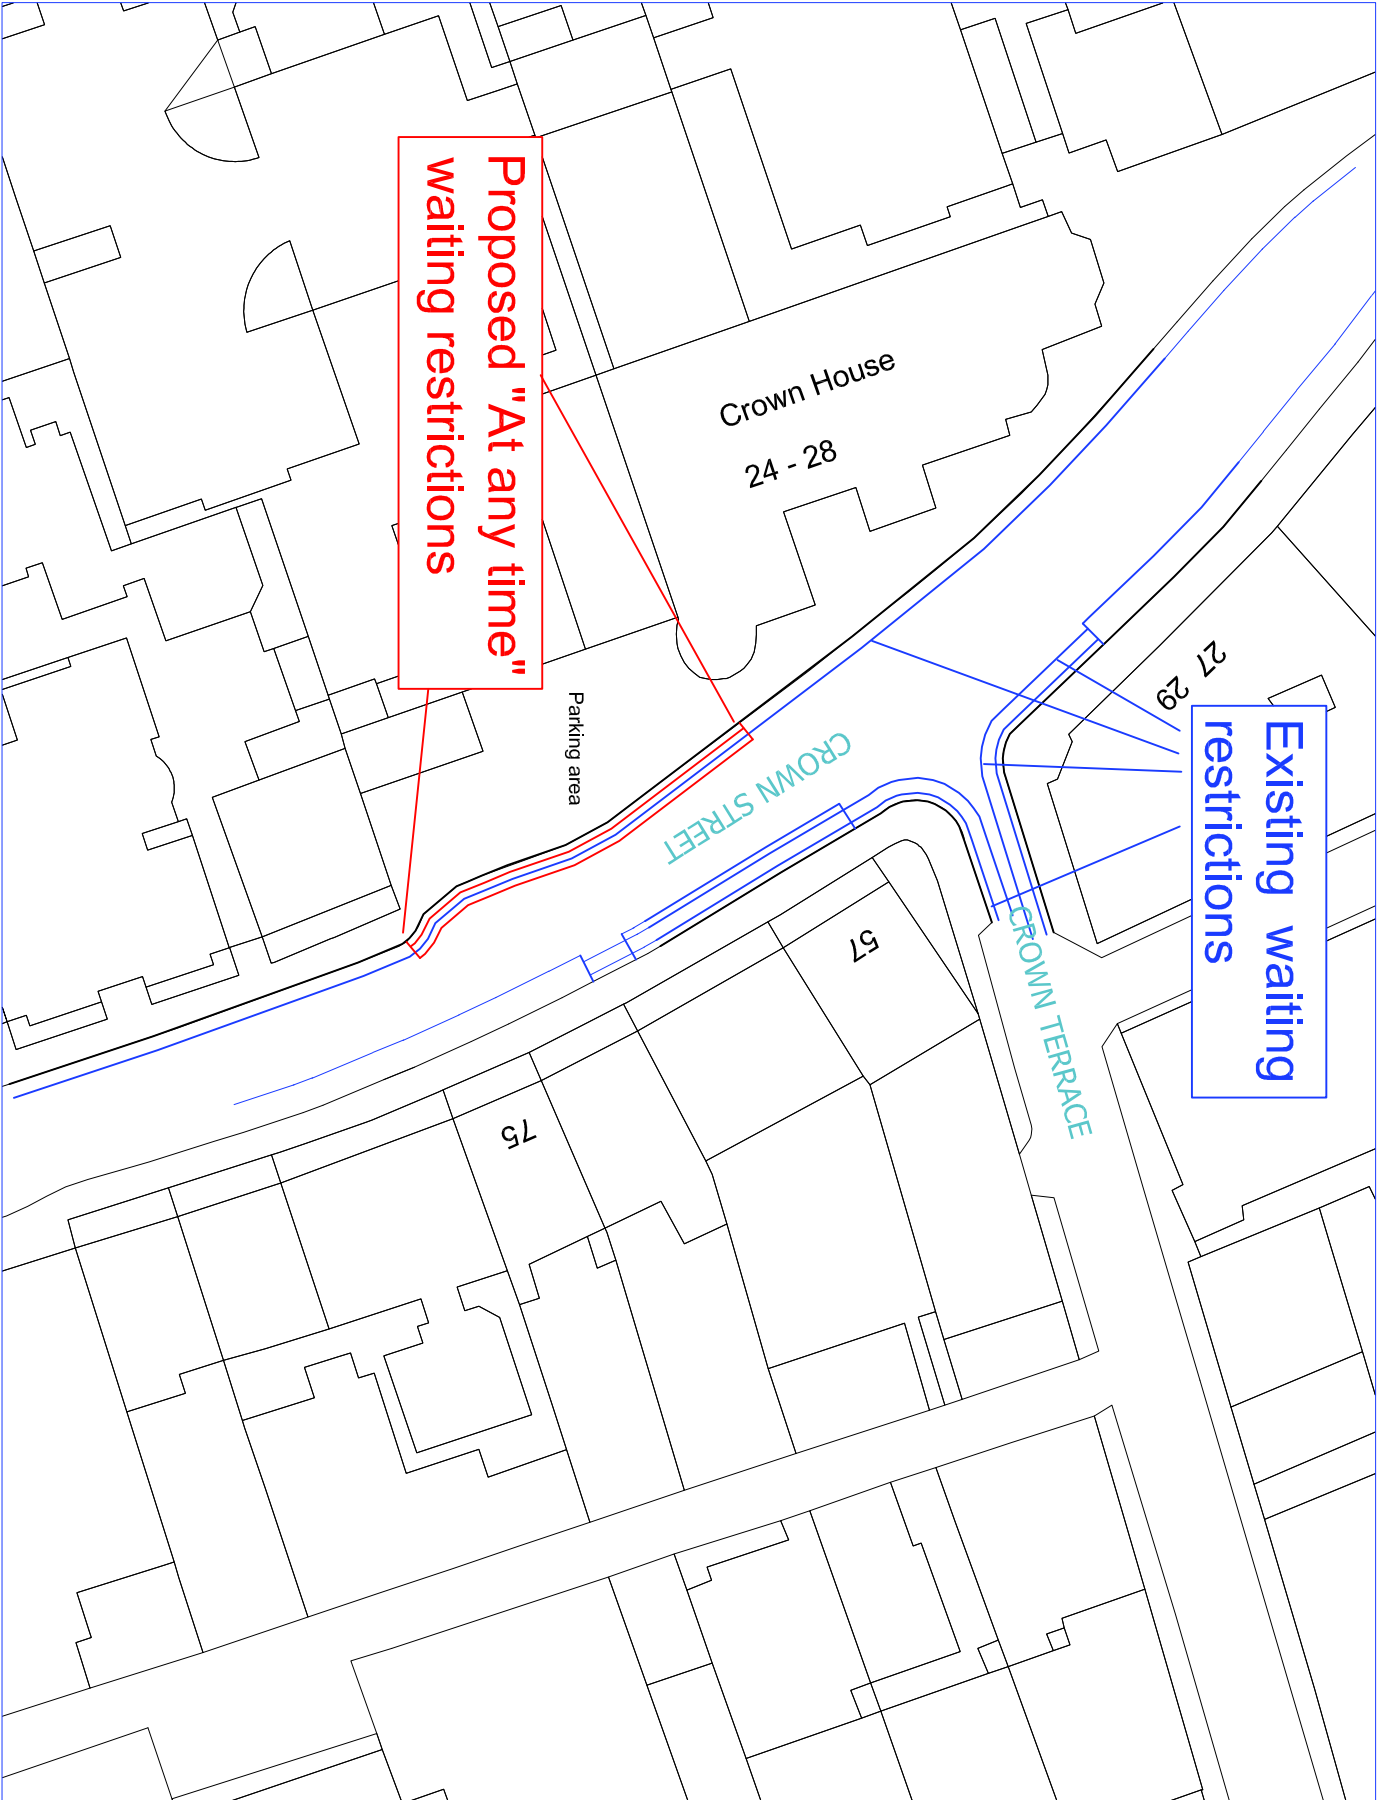 Proposed "At any time"
waiting restrictions
Crown House
24 - 28
Parking area
CROWN STREET
27 29
Existing waiting
restrictions
57
CROWN TERRACE
75